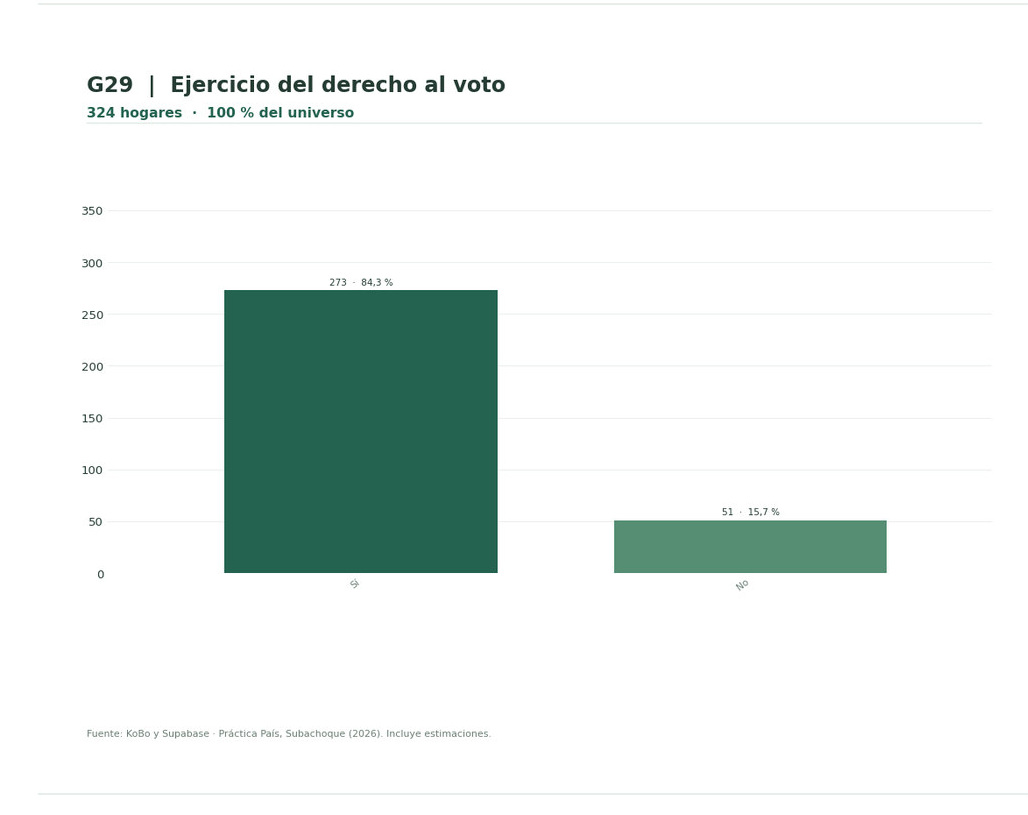 G29 | Ejercicio del derecho al voto
324 hogares · 100 % del universo
350
300
273 · 84,3 %
250
200
150
100
51 · 15,7 %
50
0
Sí
No
Fuente: KoBo y Supabase · Práctica País, Subachoque (2026). Incluye estimaciones.